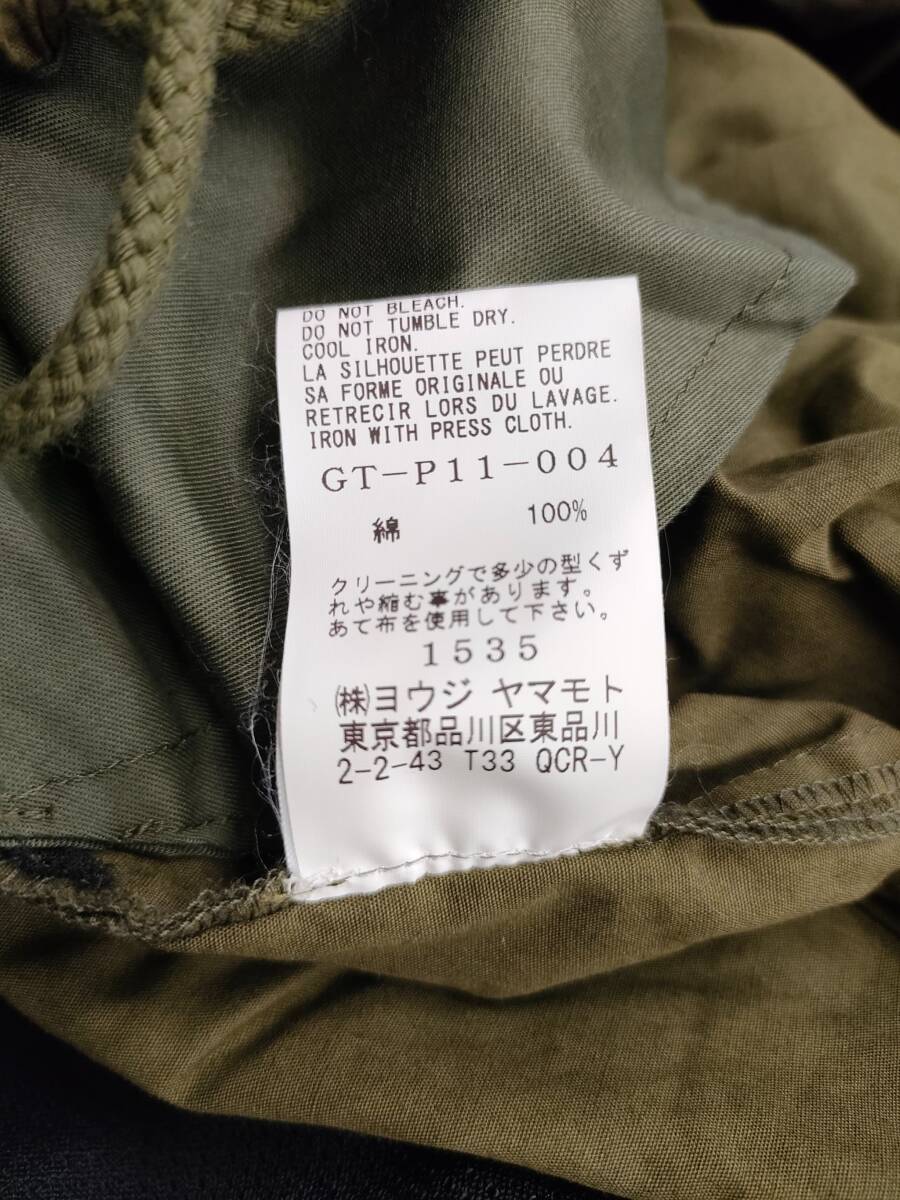 DO NOT BLEACH.
DO NOT TUMBLE DRY.
COOL IRON.
LA SILHOUETTE PEUT PERDRE
SA FORME ORIGINALE OU
RETRECIR LORS DU LAVAGE.
IRON WITH PRESS CLOTH.
GT-P11-004
綿 100%
クリーニングで多少の型くず
れや縮む事があります。
あて布を使用して下さい。
1535
㈱ヨウジ ヤマモト
東京都品川区東品川
2-2-43 T33 QCR-Y